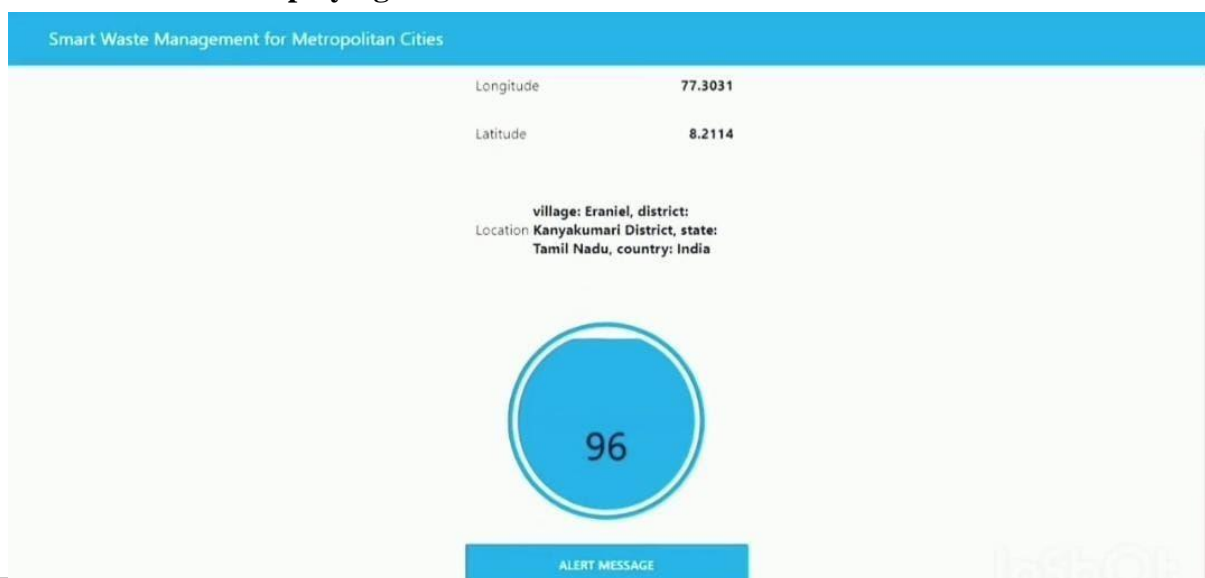 Smart Waste Management for Metropolitan Cities
Longitude 77.3031
Latitude 8.2114
village: Eraniel, district:
Location Kanyakumari District, state:
Tamil Nadu, country: India
96
ALERT MESSAGE